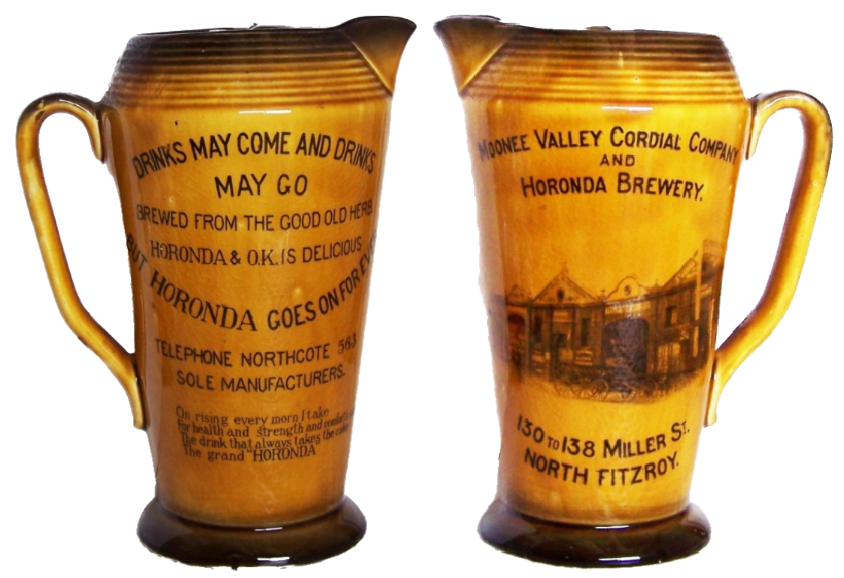 DRINKS MAY COME AND DRINKS
MAY GO
BREWED FROM THE GOOD OLD HERB
HORONDA & O.K. IS DELICIOUS
BUT HORONDA GOES ON FOR EVER
TELEPHONE NORTHCOTE 563
SOLE MANUFACTURERS.
On rising every morn I take
For health and strength and
The drink that always takes the
The grand "HORONDA"
MOONEE VALLEY CORDIAL COMPANY
AND
HORONDA BREWERY.
130 TO 138 MILLER ST.
NORTH FITZROY.